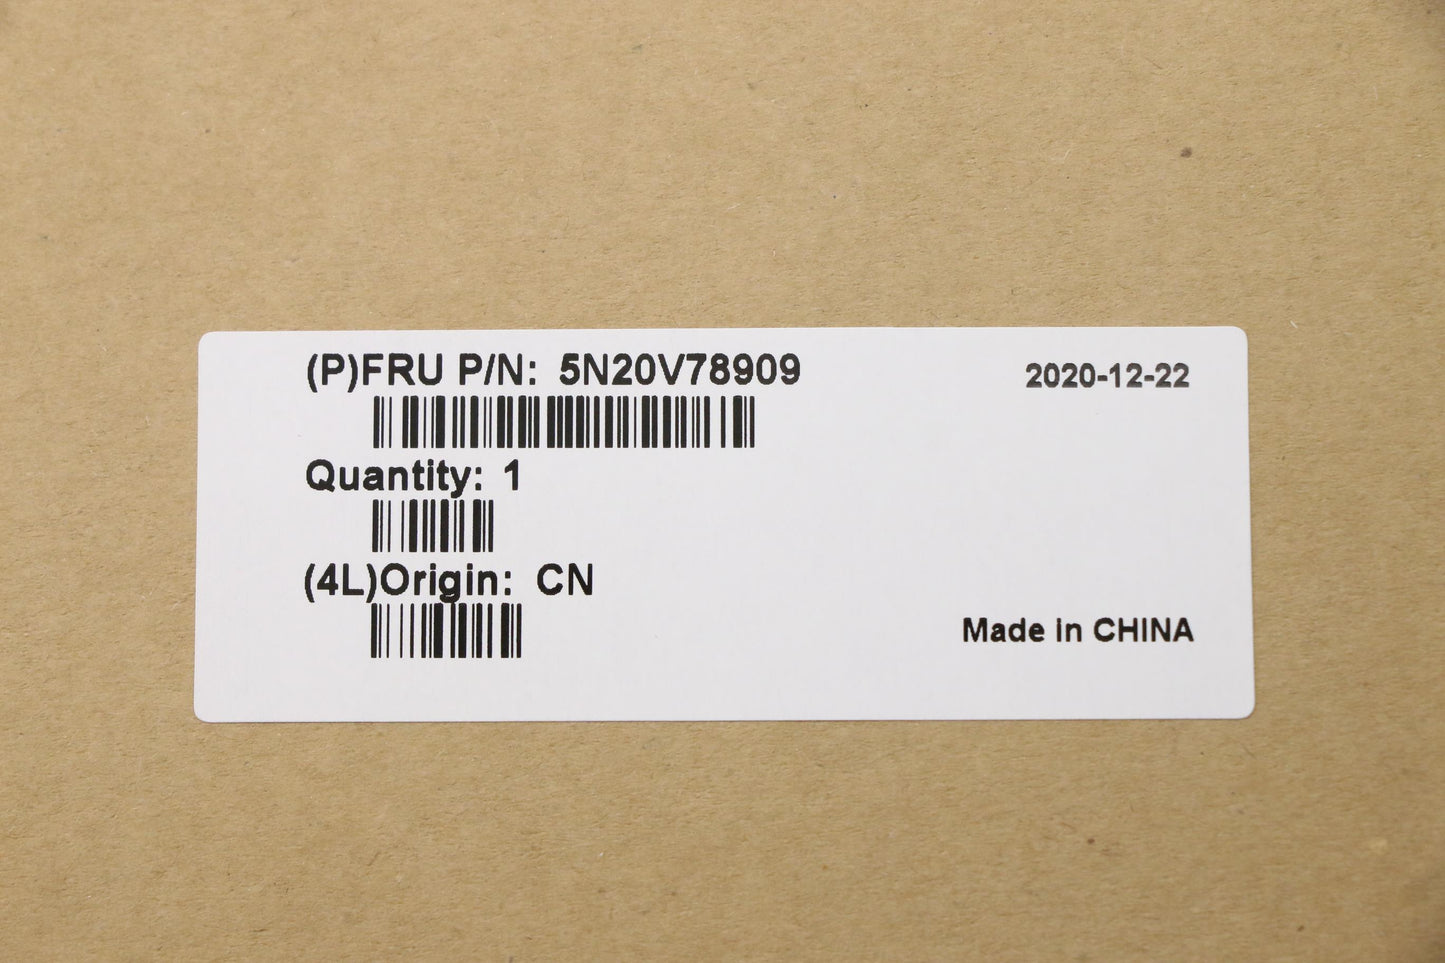 (P)FRU P/N: 5N20V78909
2020-12-22
Quantity: 1
(4L)Origin: CN
Made in CHINA